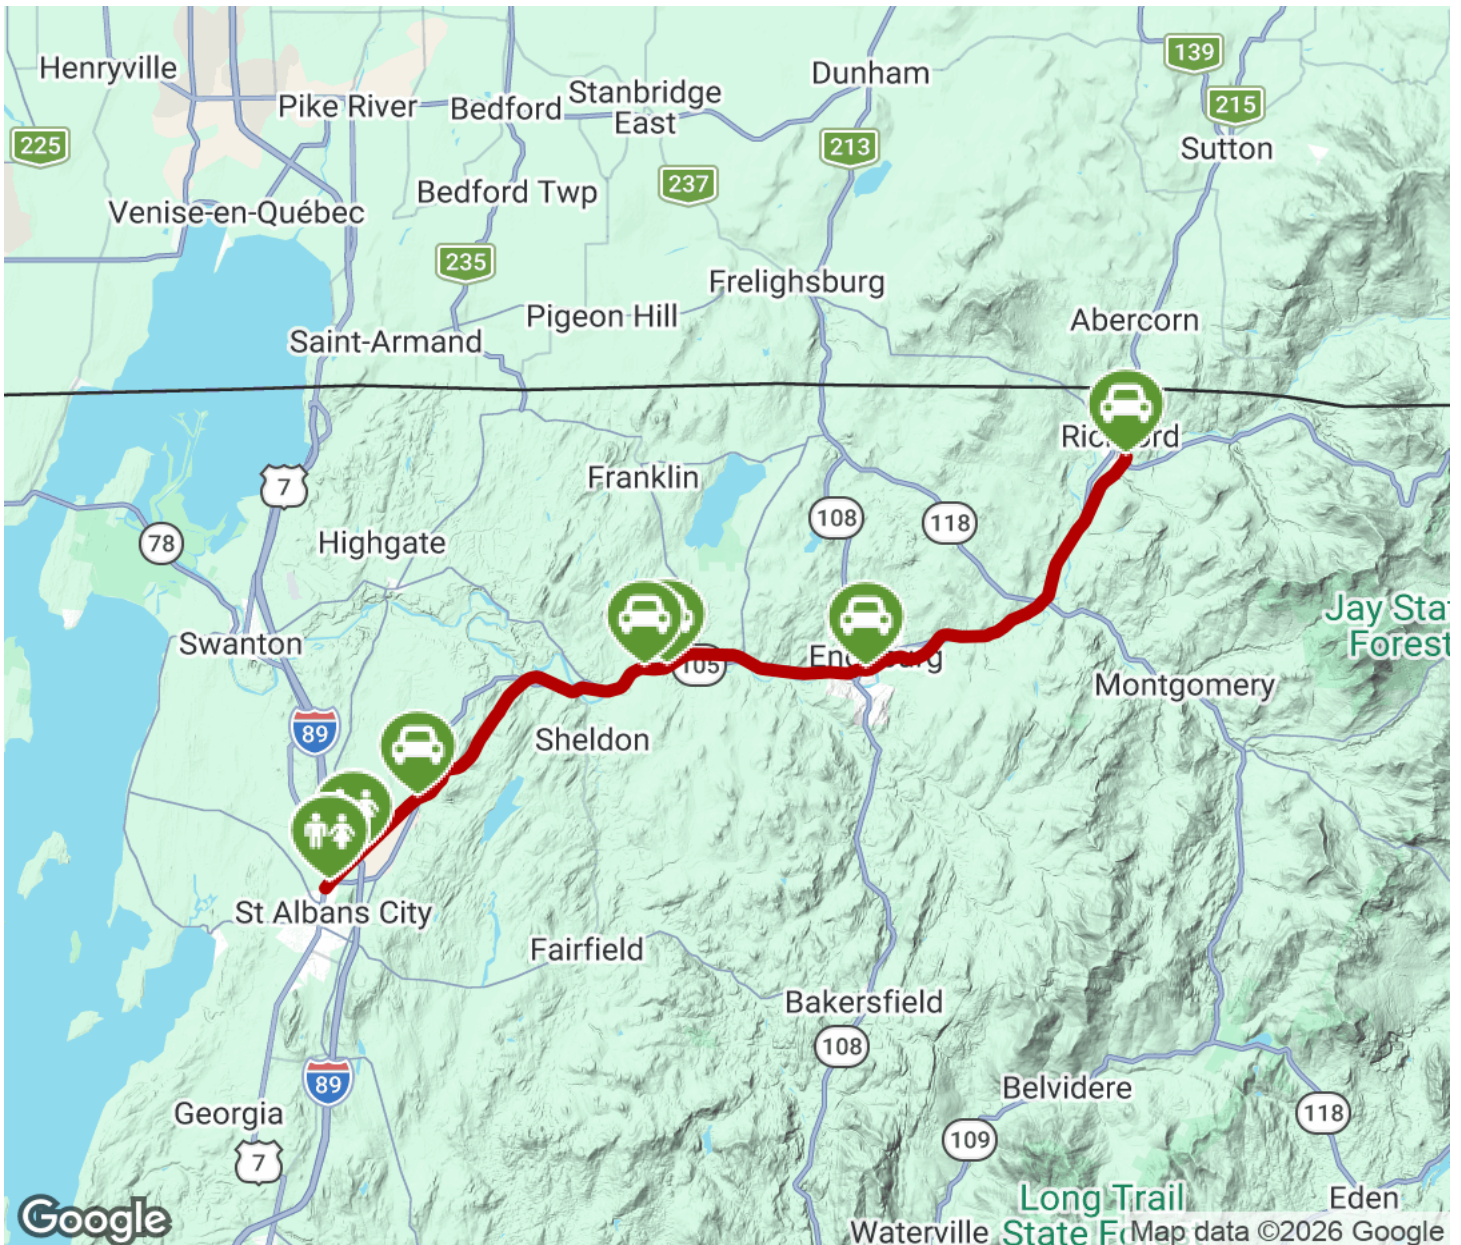 Henryville
Dunham
139
Pike River
Bedford
Stanbridge
East
215
225
213
Sutton
237
Bedford Twp
Venise-en-Québec
235
Frelighsburg
Pigeon Hill
Abercorn
Saint-Armand
Franklin
7
108
118
78
Highgate
Jay
Forest
Swanton
105
Montgomery
89
Sheldon
St Albans City
Fairfield
Bakersfield
108
89
Belvidere
Georgia
118
109
7
Long Trail
Eden
Google
Waterville
State
Map data ©2026 Google